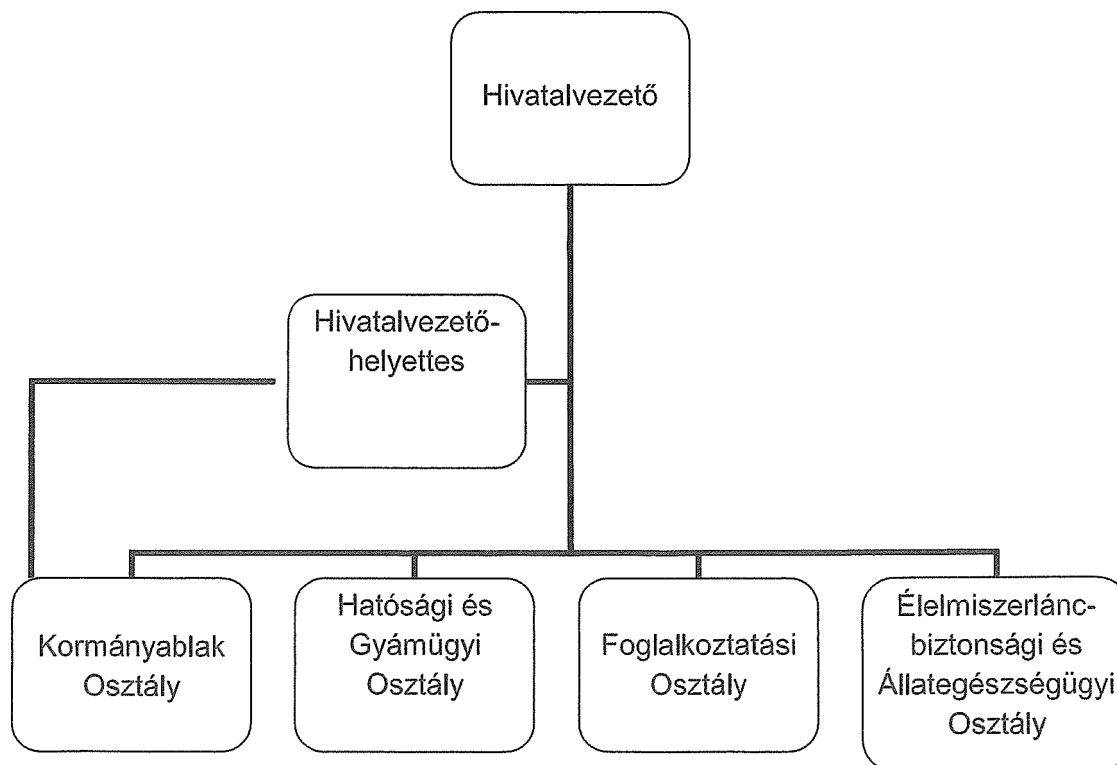 Hivatalvezető
Hivatalvezető-
helyettes
Kormányablak
Osztály
Hatósági és
Gyámügyi
Osztály
Foglalkoztatási
Osztály
Élelmiszerlánc-
biztonsági és
Állategészségügyi
Osztály